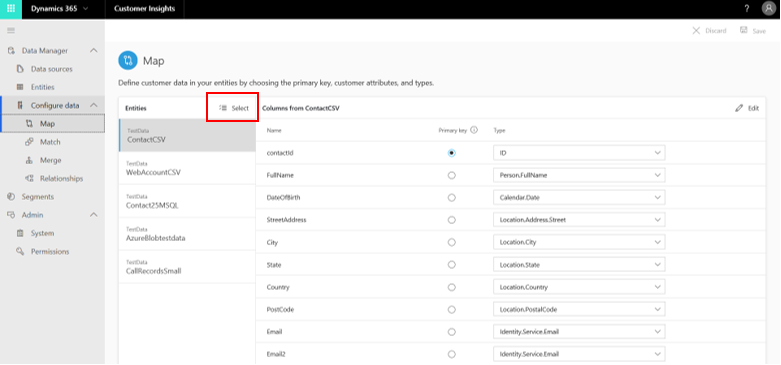 Dynamics 365 Customer Insights ?
Discard Save
Data Manager
Data sources
Entities
Configure data
Map
Match
Merge
Relationships
Segments
Admin
System
Permissions
Map
Define customer data in your entities by choosing the primary key, customer attributes, and types.
Entities Select
TestData
ContactCSV
TestData
WebAccountCSV
TestData
Contact25MSQL
TestData
AzureBlobtestdata
TestData
CallRecordsSmall
Columns from ContactCSV Edit
Name Primary key Type
contactId ID
FullName Person.FullName
DateOfBirth Calendar.Date
StreetAddress Location.Address.Street
City Location.City
State Location.State
Country Location.Country
PostCode Location.PostalCode
Email Identity.Service.Email
Email2 Identity.Service.Email